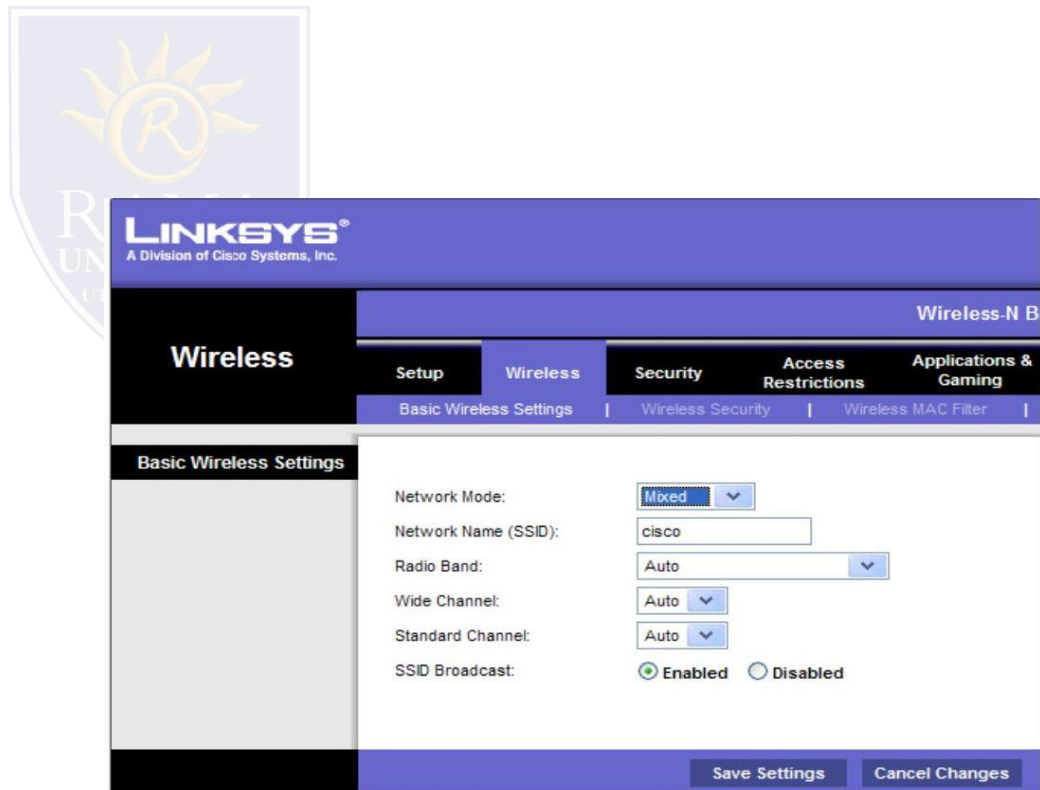 R
LINKSYS®
A Division of Cisco Systems, Inc.
Wireless-N B
Wireless
Setup
Wireless
Security
Access Restrictions
Applications & Gaming
Basic Wireless Settings | Wireless Security | Wireless MAC Filter |
Basic Wireless Settings
Network Mode: Mixed
Network Name (SSID): cisco
Radio Band: Auto
Wide Channel: Auto
Standard Channel: Auto
SSID Broadcast: Enabled Disabled
Save Settings Cancel Changes